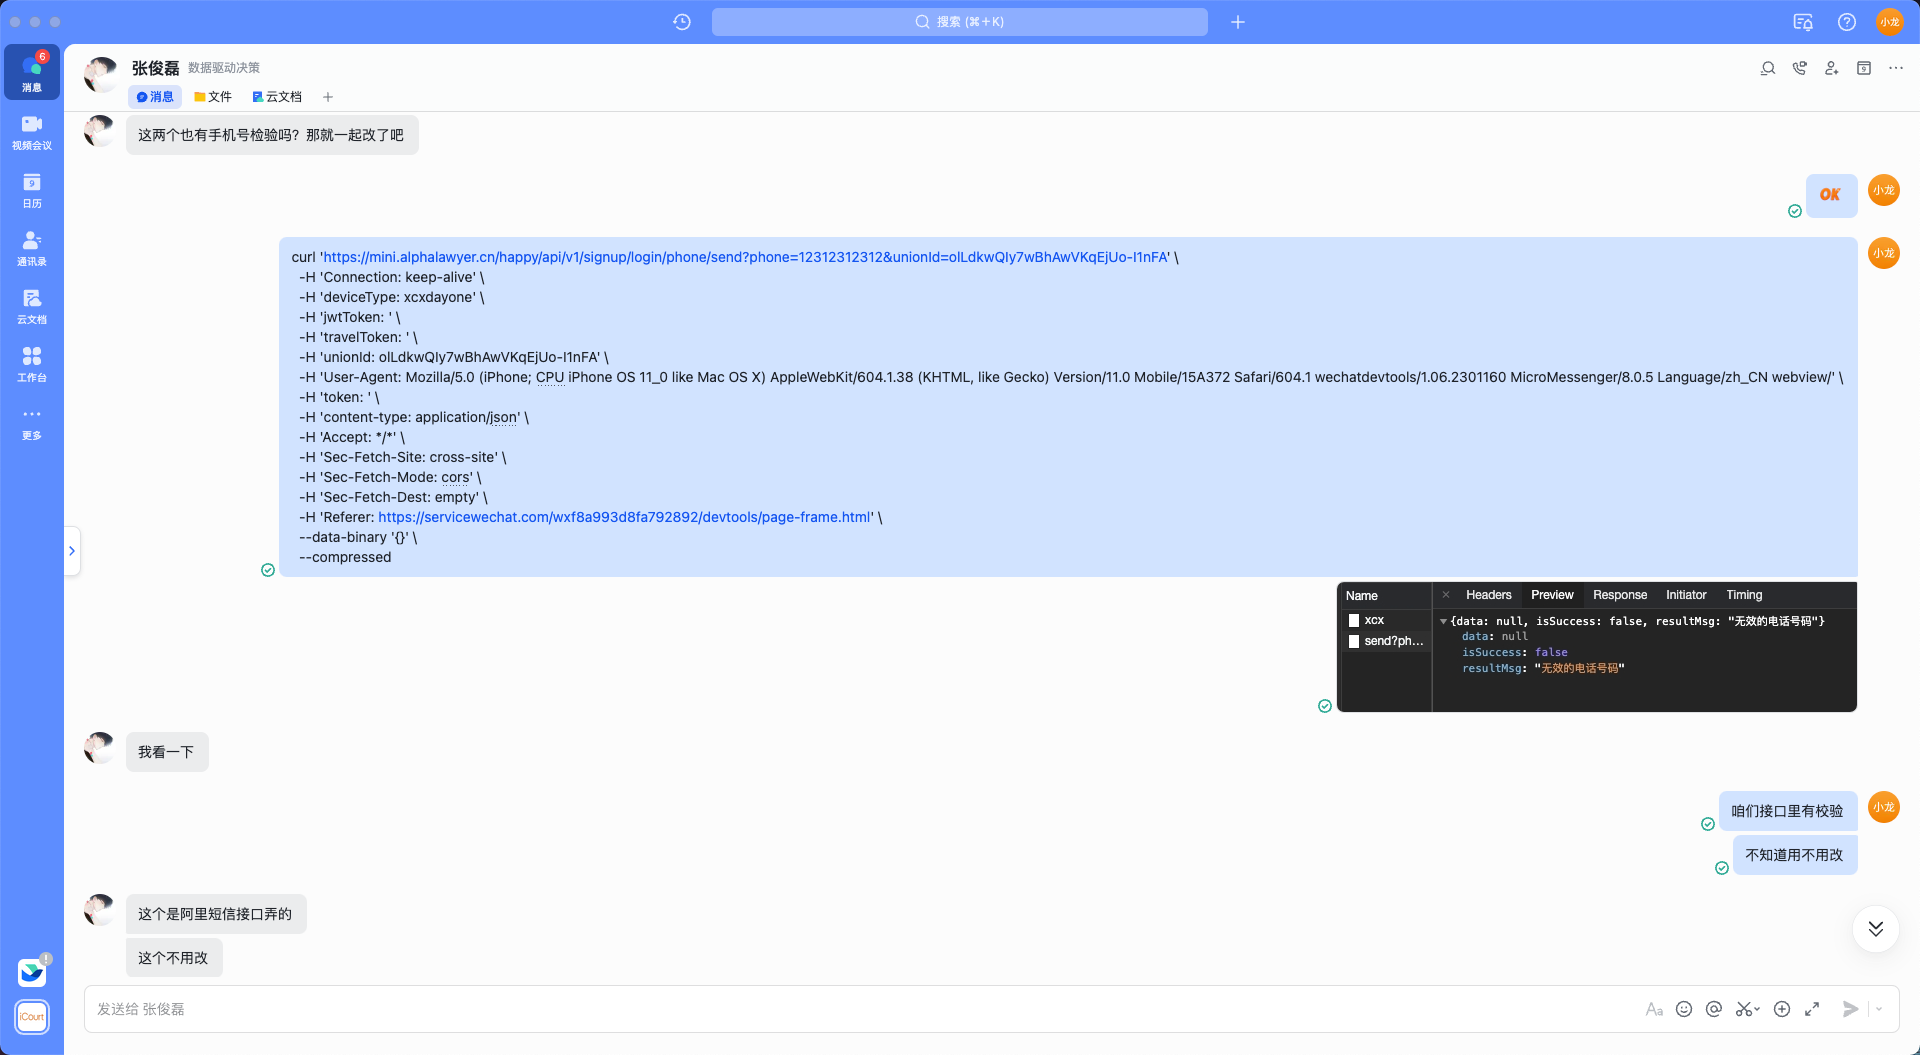 搜索 (⌘+K)
小龙
6
消息
视频会议
9
日历
通讯录
云文档
工作台
更多
iCourt
张俊磊 数据驱动决策
9
消息 文件 云文档
这两个也有手机号检验吗？那就一起改了吧
OK
小龙
curl 'https://mini.alphalawyer.cn/happy/api/v1/signup/login/phone/send?phone=12312312312&unionId=olLdkwQIy7wBhAwVKqEjUo-I1nFA' \
-H 'Connection: keep-alive' \
-H 'deviceType: xcxdayone' \
-H 'jwtToken: ' \
-H 'travelToken: ' \
-H 'unionId: olLdkwQIy7wBhAwVKqEjUo-I1nFA' \
-H 'User-Agent: Mozilla/5.0 (iPhone; CPU iPhone OS 11_0 like Mac OS X) AppleWebKit/604.1.38 (KHTML, like Gecko) Version/11.0 Mobile/15A372 Safari/604.1 wechatdevtools/1.06.2301160 MicroMessenger/8.0.5 Language/zh_CN webview/' \
-H 'token: ' \
-H 'content-type: application/json' \
-H 'Accept: */*' \
-H 'Sec-Fetch-Site: cross-site' \
-H 'Sec-Fetch-Mode: cors' \
-H 'Sec-Fetch-Dest: empty' \
-H 'Referer: https://servicewechat.com/wxf8a993d8fa792892/devtools/page-frame.html' \
--data-binary '{}' \
--compressed
小龙
Name
xcx
send?ph...
Headers Preview Response Initiator Timing
{data: null, isSuccess: false, resultMsg: "无效的电话号码"}
data: null
isSuccess: false
resultMsg: "无效的电话号码"
我看一下
咱们接口里有校验
小龙
不知道用不用改
这个是阿里短信接口弄的
这个不用改
发送给 张俊磊
Aa